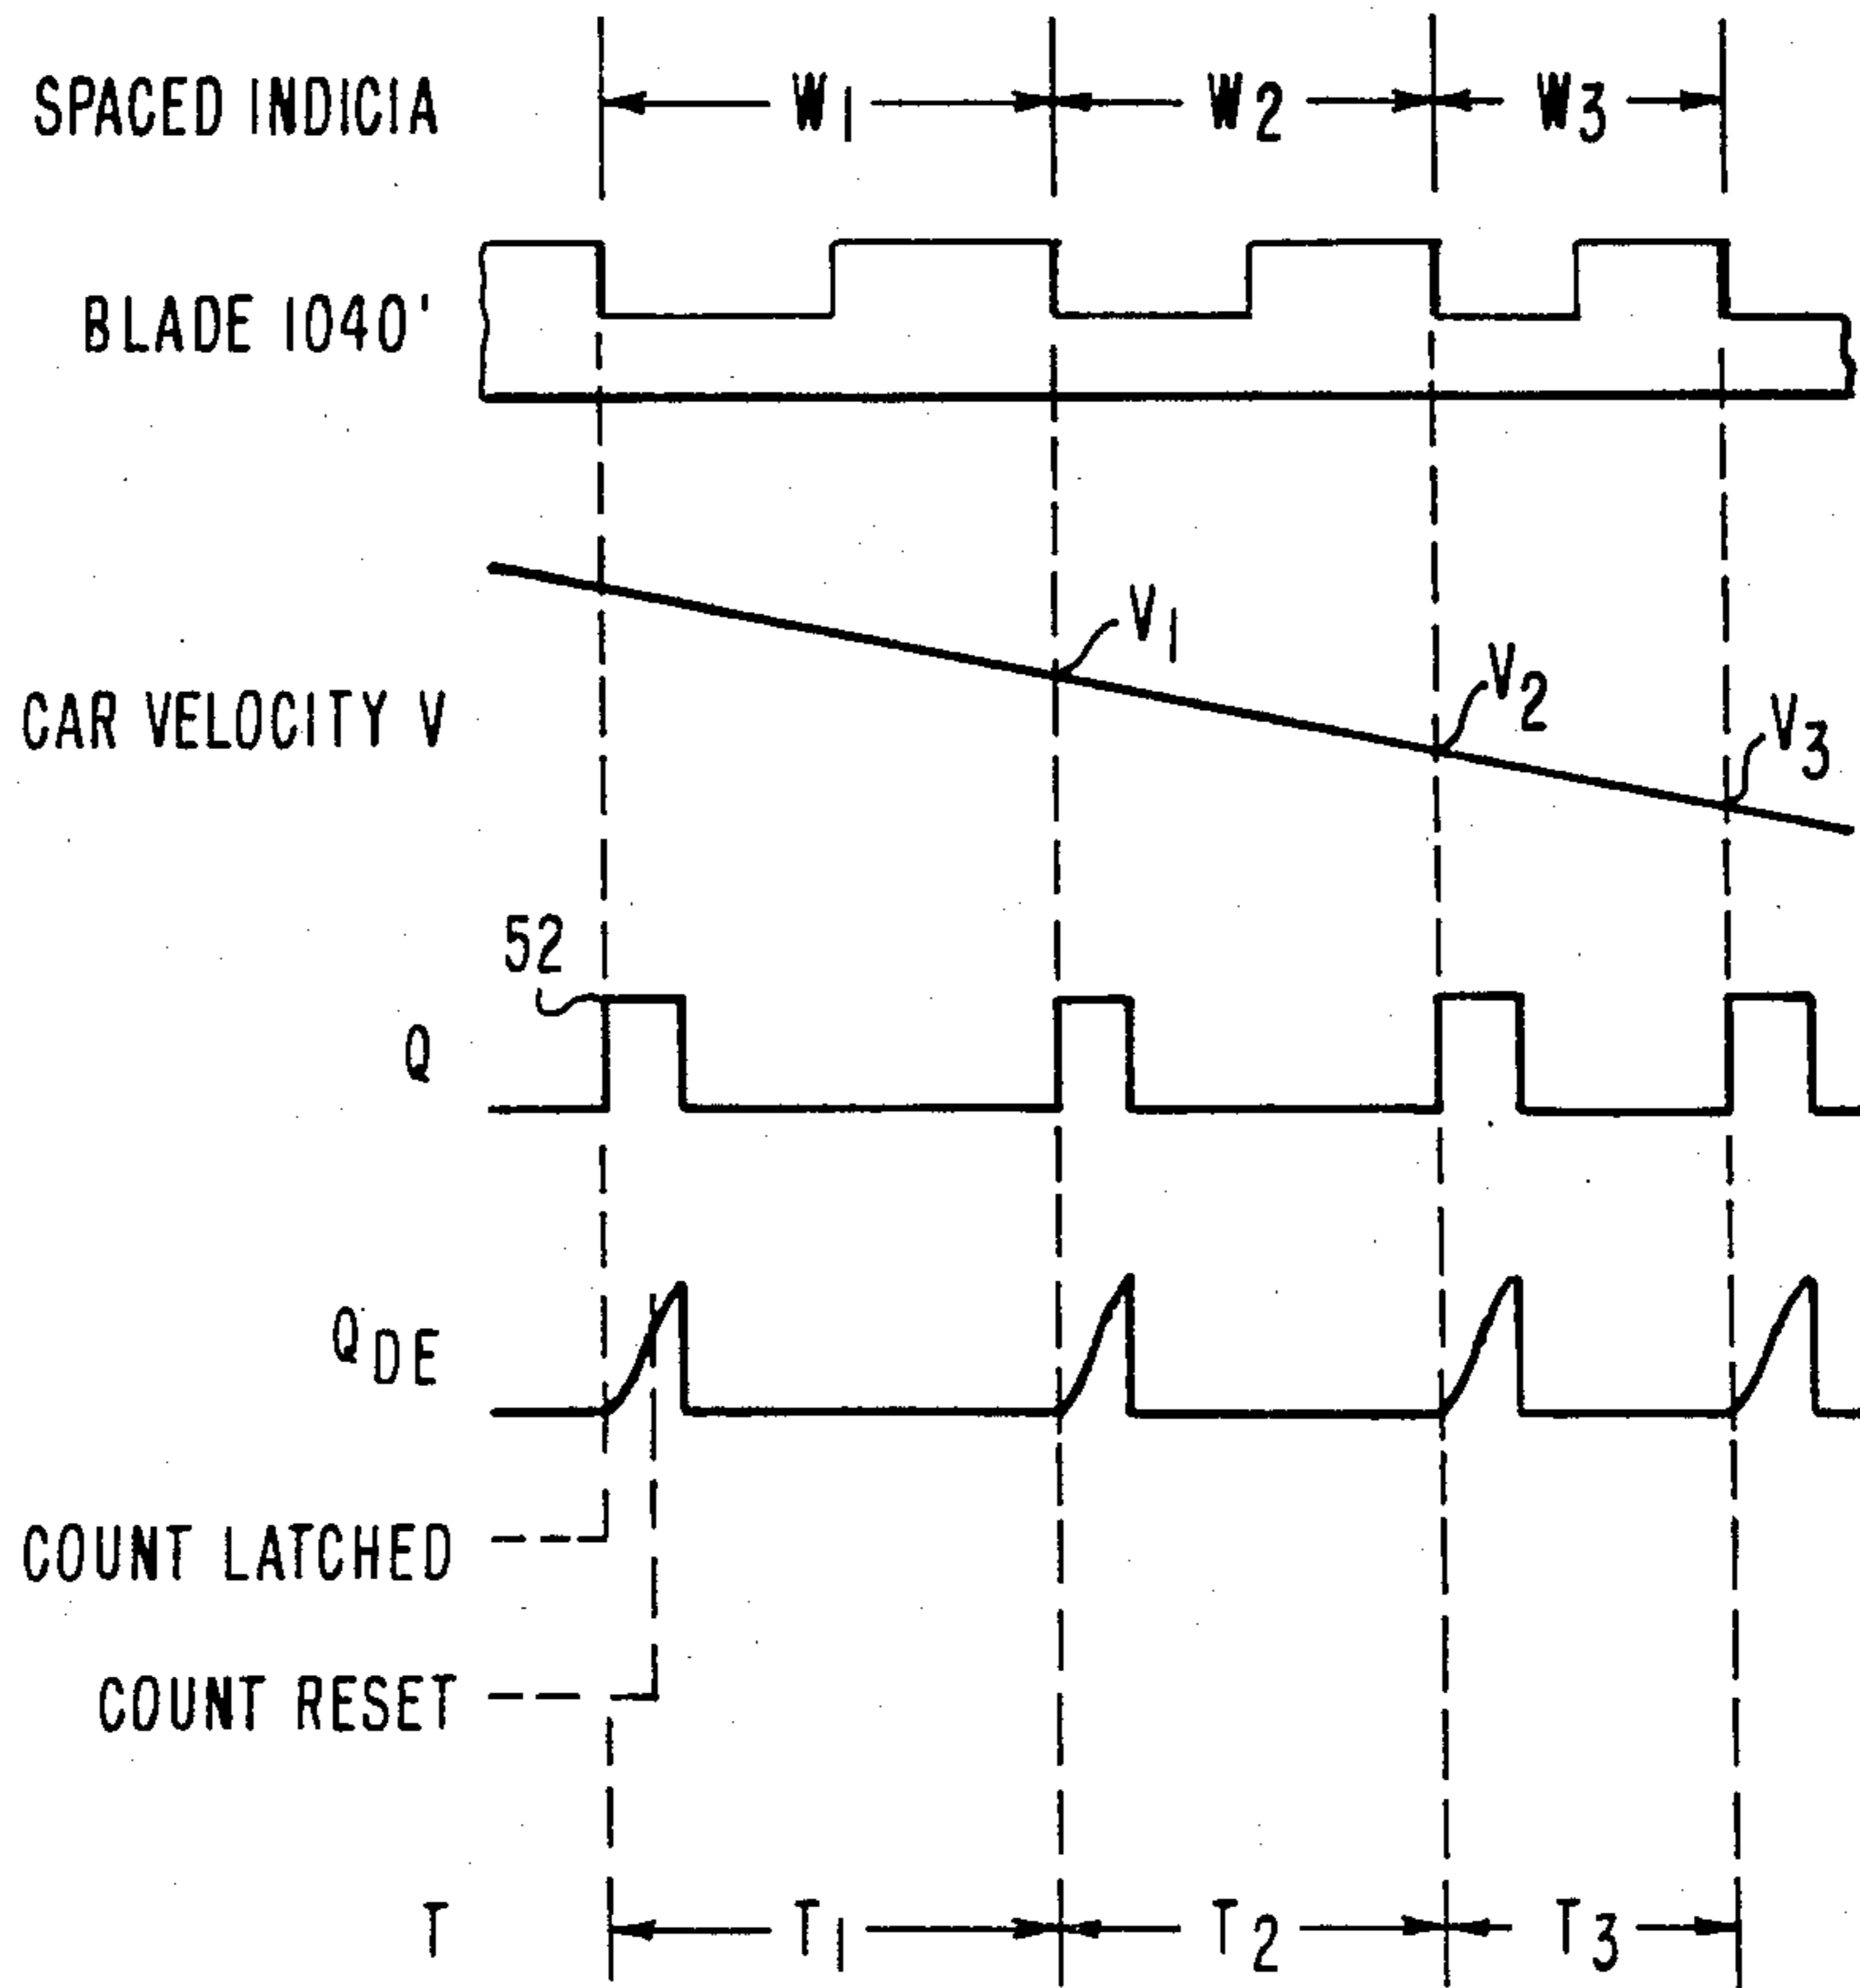 SPACED INDICIA W1 W2 W3
BLADE 1040'
V1
V2
CAR VELOCITY V V3
52
Q
QDE
COUNT LATCHED
COUNT RESET
T T1 T2 T3